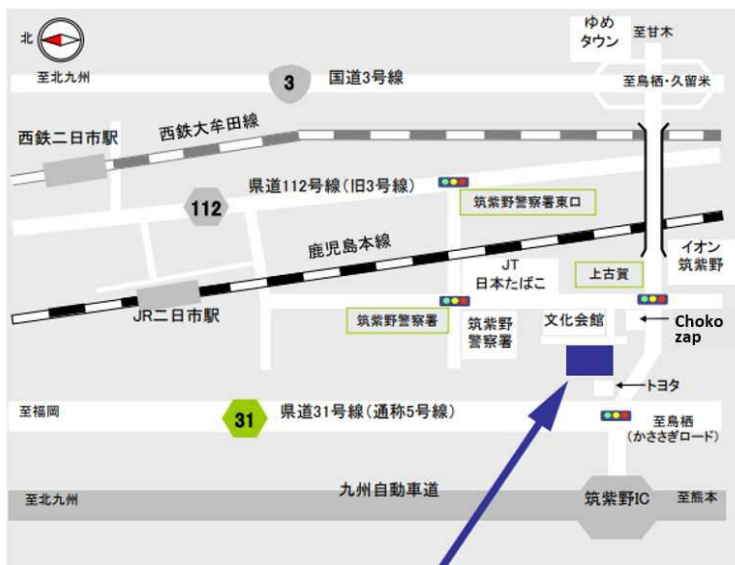 北
至北九州
3
国道3号線
ゆめ
タウン
至甘木
至鳥栖・久留米
西鉄二日市駅
西鉄大牟田線
112
県道112号線(旧3号線)
筑紫野警察署東口
鹿児島本線
JR二日市駅
JT
日本たばこ
上古賀
イオン
筑紫野
筑紫野警察署
筑紫野
警察署
文化会館
Choko
zap
トヨタ
至福岡
31
県道31号線(通称5号線)
至鳥栖
(かささぎロード)
至北九州
九州自動車道
筑紫野IC
至熊本